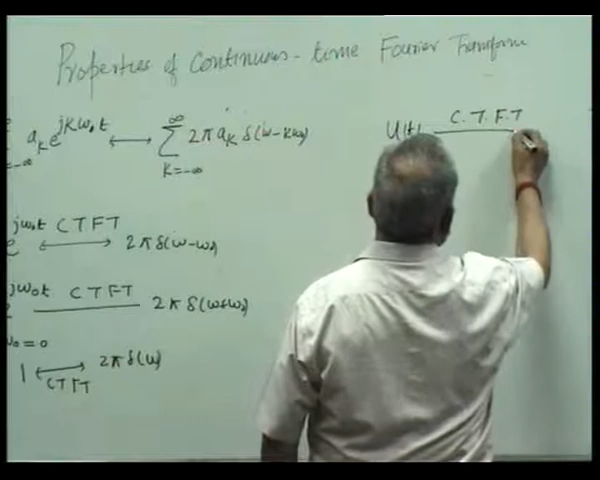 Properties of Continuous-time Fourier Transform
a_k e^{jkω₀t} ⟷ ∑_{k=-∞}^{∞} 2π a_k δ(ω-kω₀)
e^{jω₀t} CTFT ⟷ 2π δ(ω-ω₀)
e^{-jω₀t} CTFT — 2π δ(ω+ω₀)
ω₀ = 0
1 ⟷ 2π δ(ω)
CTFT
C.T.F.T
U(t)